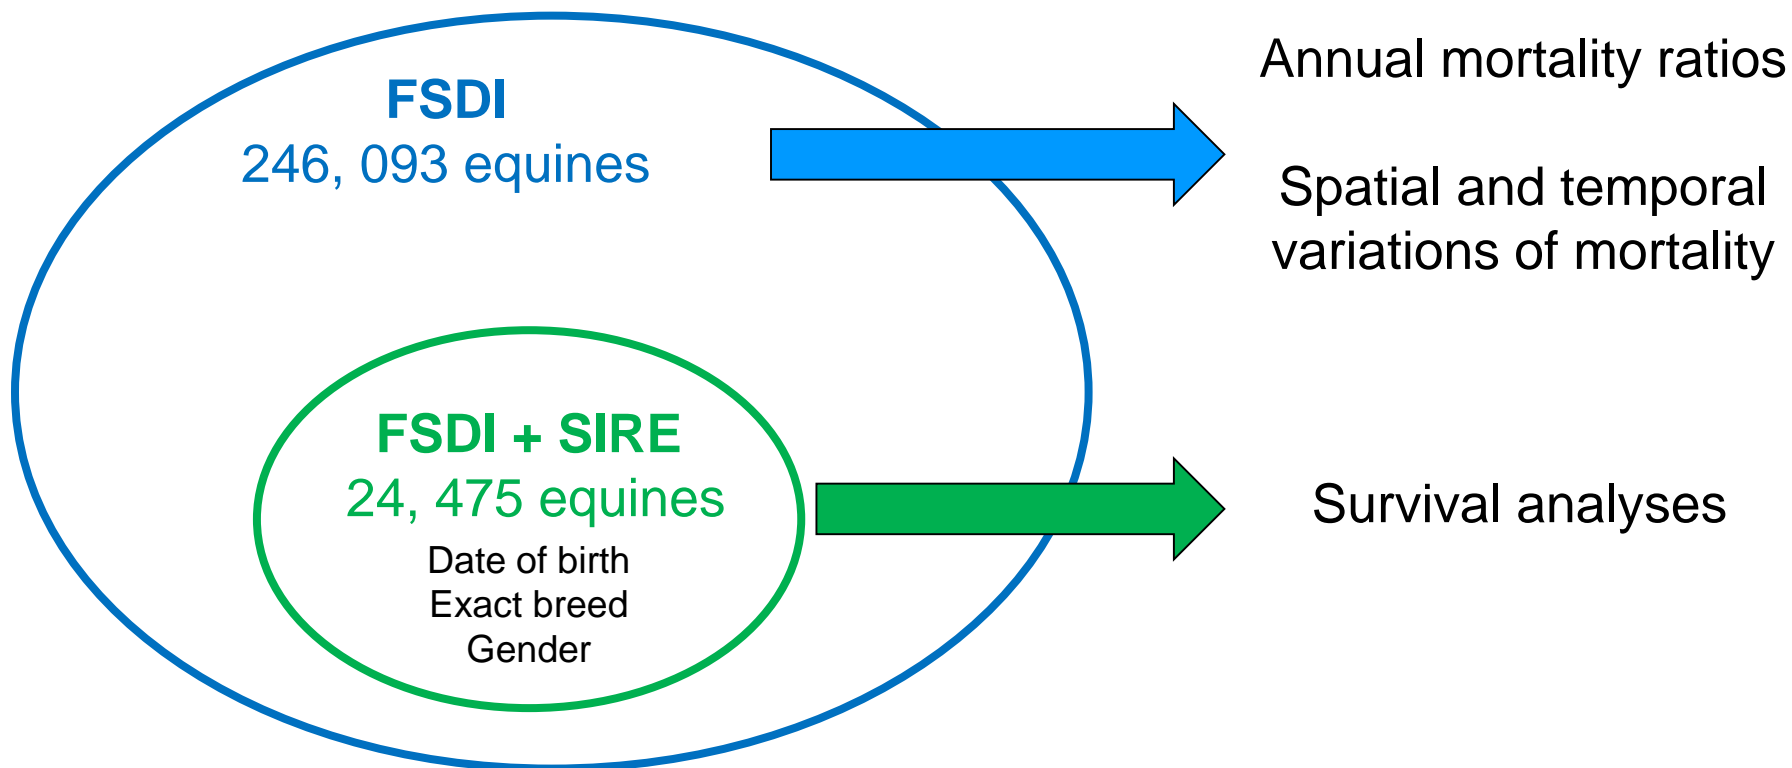 FSDI
246, 093 equines
Annual mortality ratios
Spatial and temporal
variations of mortality
FSDI + SIRE
24, 475 equines
Date of birth
Exact breed
Gender
Survival analyses